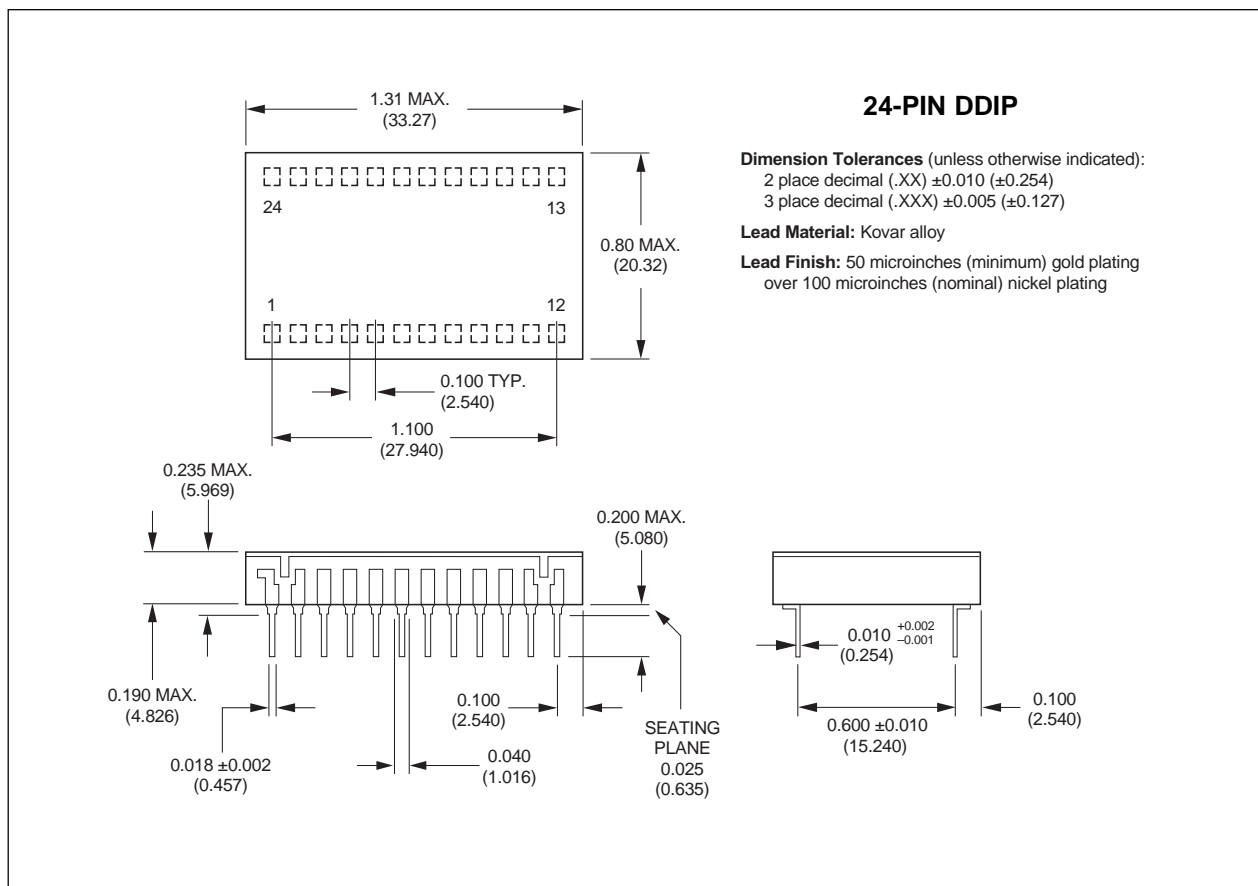 24-PIN DDIP
Dimension Tolerances (unless otherwise indicated):
2 place decimal (.XX) ±0.010 (±0.254)
3 place decimal (.XXX) ±0.005 (±0.127)
Lead Material: Kovar alloy
Lead Finish: 50 microinches (minimum) gold plating
over 100 microinches (nominal) nickel plating
1.31 MAX.
(33.27)
24
13
0.80 MAX.
(20.32)
1
12
0.100 TYP.
(2.540)
1.100
(27.940)
0.235 MAX.
(5.969)
0.200 MAX.
(5.080)
0.190 MAX.
(4.826)
0.018 ±0.002
(0.457)
0.040
(1.016)
0.100
(2.540)
SEATING
PLANE
0.025
(0.635)
0.010 +0.002
–0.001
(0.254)
0.600 ±0.010
(15.240)
0.100
(2.540)